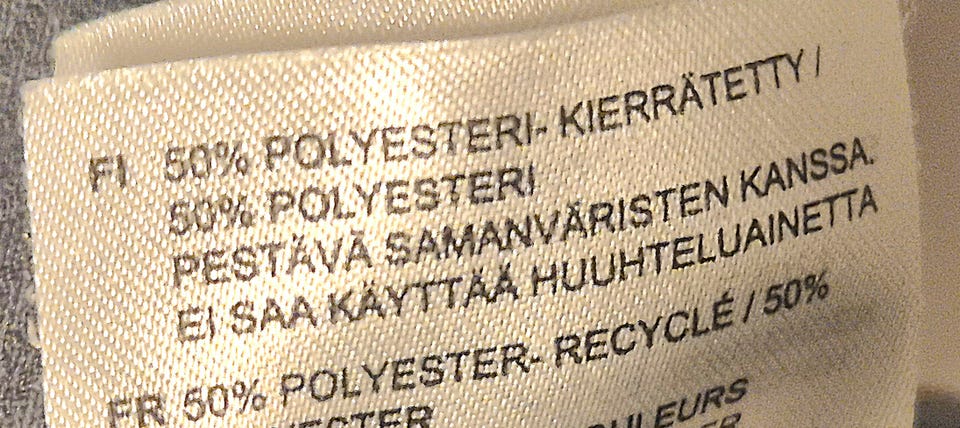 FI 50% POLYESTERI- KIERRÄTETTY /
50% POLYESTERI
PESTÄVÄ SAMANVÄRISTEN KANSSA.
EI SAA KÄYTTÄÄ HUUHTELUAINETTA
FR 50% POLYESTER- RECYCLÉ / 50%